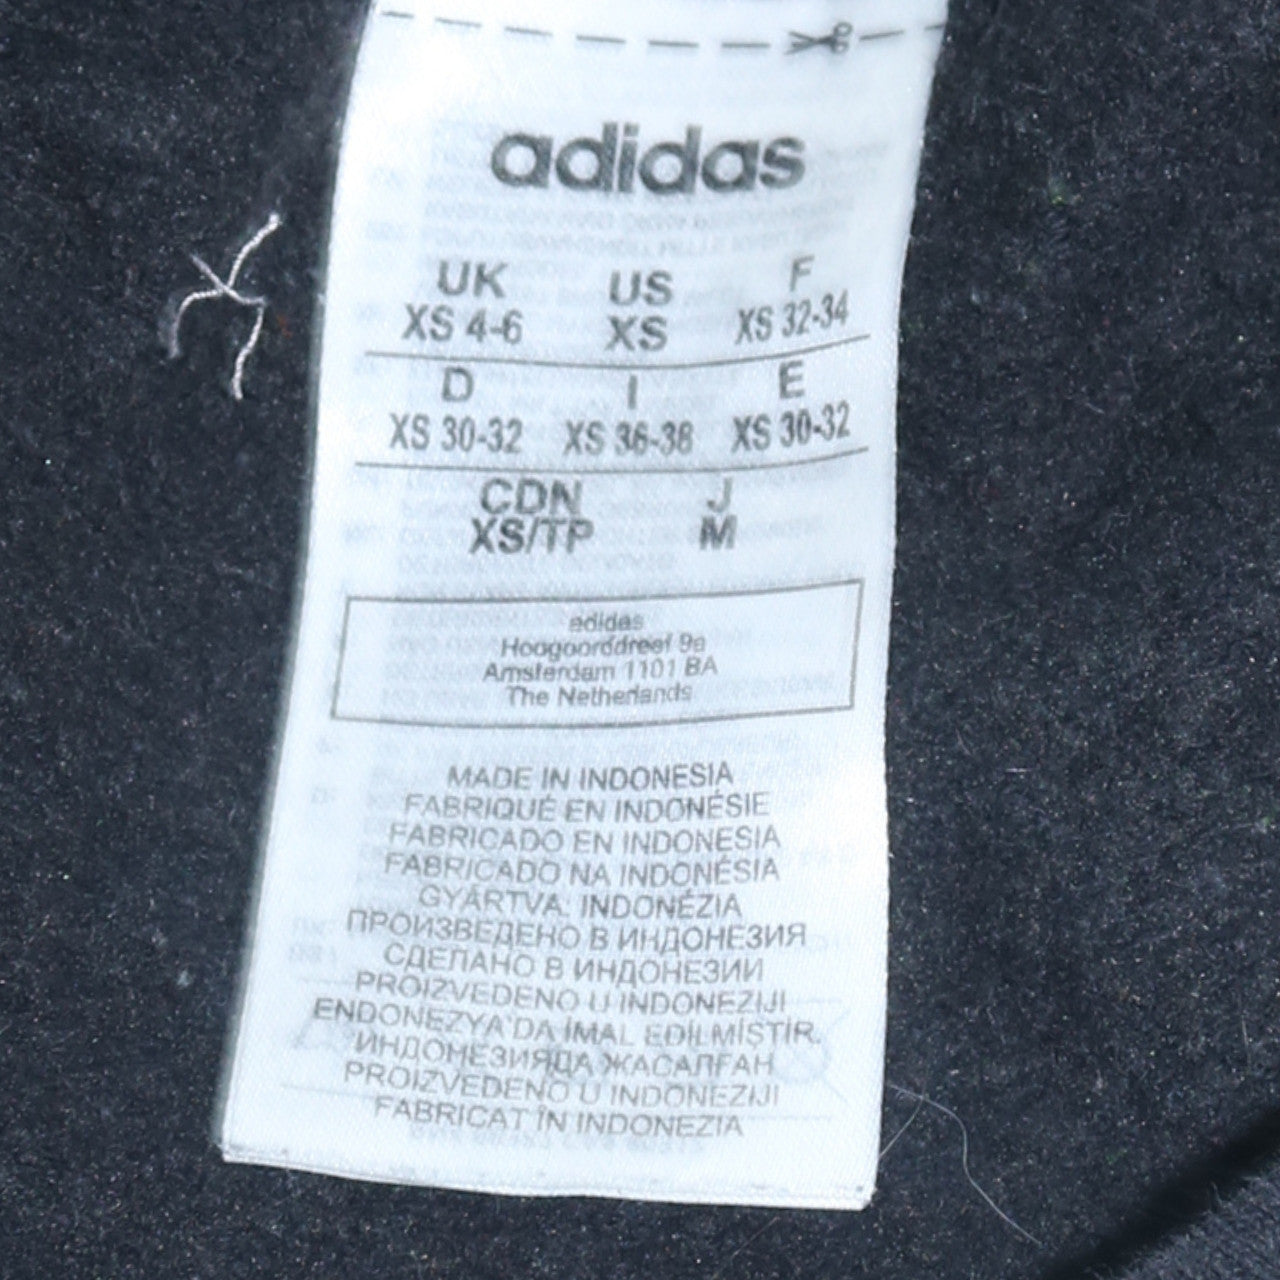 adidas
UK US F
XS 4-6 XS XS 32-34
D I E
XS 30-32 XS 36-38 XS 30-32
CDN J
XS/TP M
adidas
Hoogoorddreef 9a
Amsterdam 1101 BA
The Netherlands
MADE IN INDONESIA
FABRIQUÉ EN INDONÉSIE
FABRICADO EN INDONESIA
FABRICADO NA INDONÉSIA
GYÁRTVA: INDONÉZIA
ПРОИЗВЕДЕНО В ИНДОНЕЗИЯ
СДЕЛАНО В ИНДОНЕЗИИ
PROIZVEDENO U INDONEZIJI
ENDONEZYA'DA İMAL EDİLMİŞTİR.
ИНДОНЕЗИЯДА ЖАСАЛҒАН
PROIZVEDENO U INDONEZIJI
FABRICAT ÎN INDONEZIA